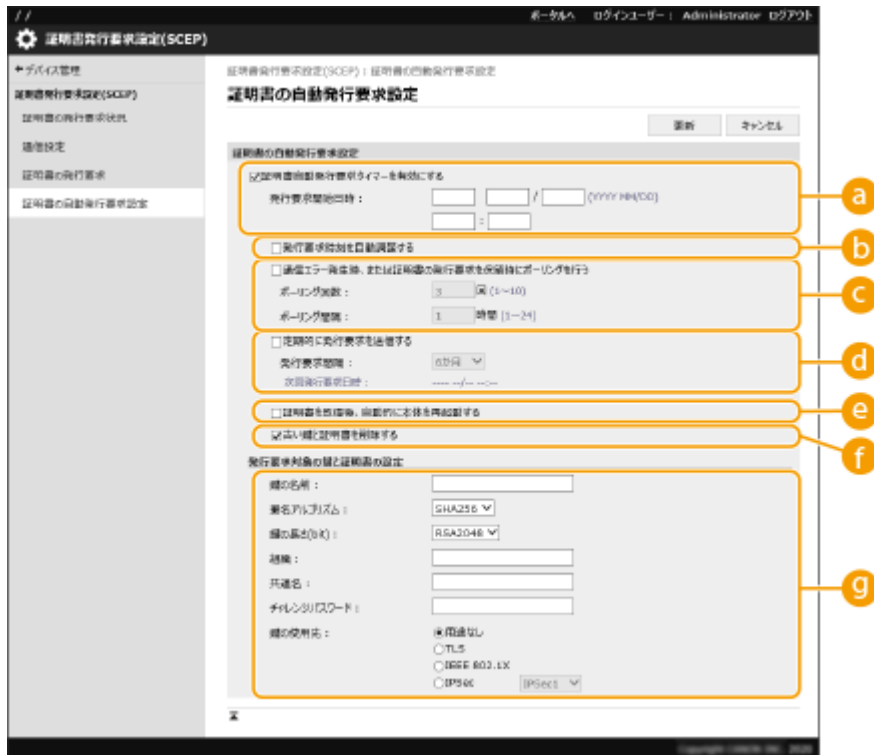 //
ポータルへ ログインユーザー： Administrator ログアウト
証明書発行要求設定(SCEP)
デバイス管理
証明書発行要求設定(SCEP)
証明書の発行要求状況
通信設定
証明書の発行要求
証明書の自動発行要求設定
証明書発行要求設定(SCEP)：証明書の自動発行要求設定
証明書の自動発行要求設定
更新 キャンセル
証明書の自動発行要求設定
証明書自動発行要求タイマーを有効にする
発行要求開始日時： / (YYYY MM/DD)
:
a
発行要求時刻を自動調整する
b
通信エラー発生時、または証明書の発行要求を保留時にポーリングを行う
ポーリング回数： 3 回 (1～10)
ポーリング間隔： 1 時間 (1～24)
c
定期的に発行要求を送信する
発行要求間隔： 6か月
次回発行要求日時： ---- --/-- --:--
d
証明書を取得後、自動的に本体を再起動する
e
古い鍵と証明書を削除する
f
発行要求対象の鍵と証明書の設定
鍵の名前：
署名アルゴリズム： SHA256
鍵の長さ(bit)： RSA2048
組織：
共通名：
チャレンジパスワード：
鍵の使用先： 用途なし
TLS
IEEE 802.1X
IPSec IPSec1
g
Copyright CANON INC. 2020